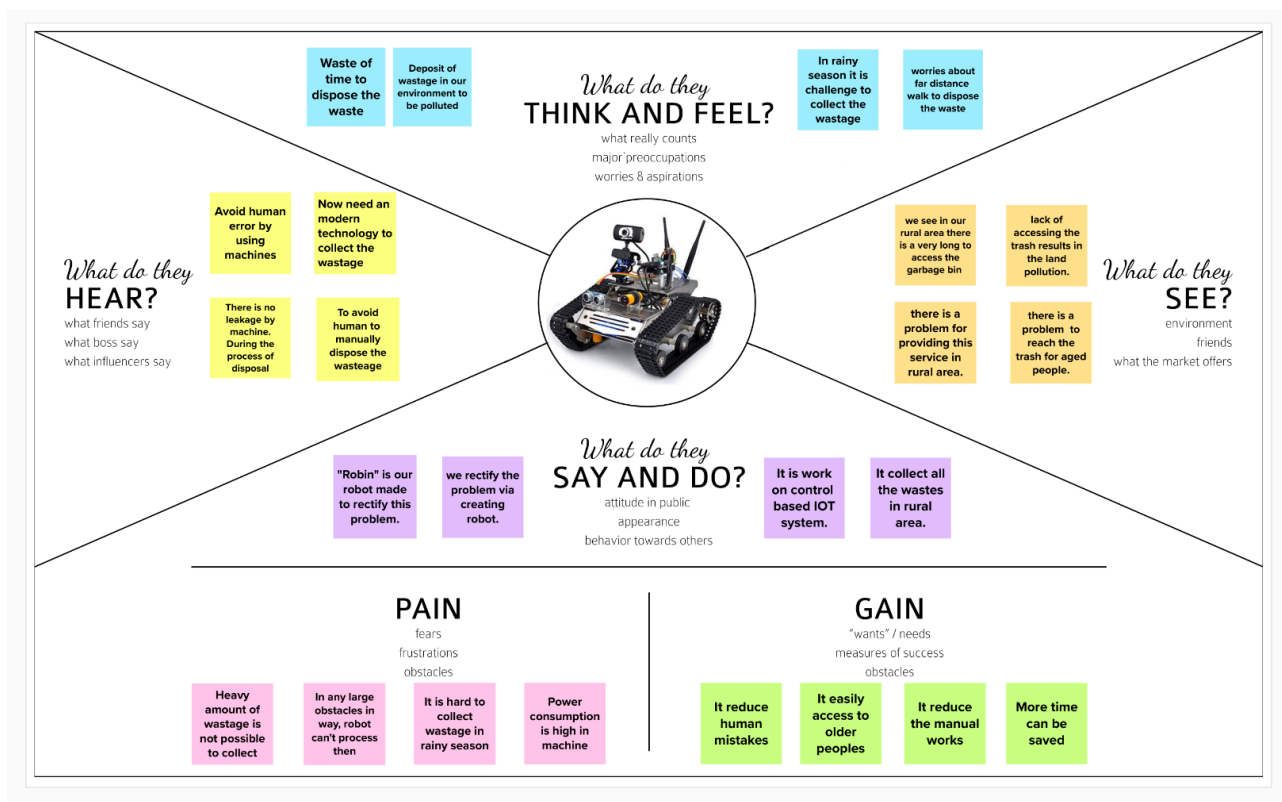 Waste of
time to
dispose the
waste
Deposit of
wastage in our
environment to
be polluted
What do they
THINK AND FEEL?
what really counts
major preoccupations
worries & aspirations
In rainy
season it is
challenge to
collect the
wastage
worries about
far distance
walk to dispose
the waste
What do they
HEAR?
what friends say
what boss say
what influencers say
Avoid human
error by
using
machines
Now need an
modern
technology to
collect the
wastage
There is no
leakage by
machine.
During the
process of
disposal
To avoid
human to
manually
dispose the
wasteage
we see in our
rural area there
is a very long to
access the
garbage bin
lack of
accessing the
trash results in
the land
pollution.
there is a
problem for
providing this
service in
rural area.
there is a
problem to
reach the
trash for aged
people.
What do they
SEE?
environment
friends
what the market offers
"Robin" is our
robot made
to rectify this
problem.
we rectify the
problem via
creating
robot.
What do they
SAY AND DO?
attitude in public
appearance
behavior towards others
It is work
on control
based IOT
system.
It collect all
the wastes
in rural
area.
PAIN
fears
frustrations
obstacles
Heavy
amount of
wastage is
not possible
to collect
In any large
obstacles in
way, robot
can't process
then
It is hard to
collect
wastage in
rainy season
Power
consumption
is high in
machine
GAIN
"wants" / needs
measures of success
obstacles
It reduce
human
mistakes
It easily
access to
older
peoples
It reduce
the manual
works
More time
can be
saved